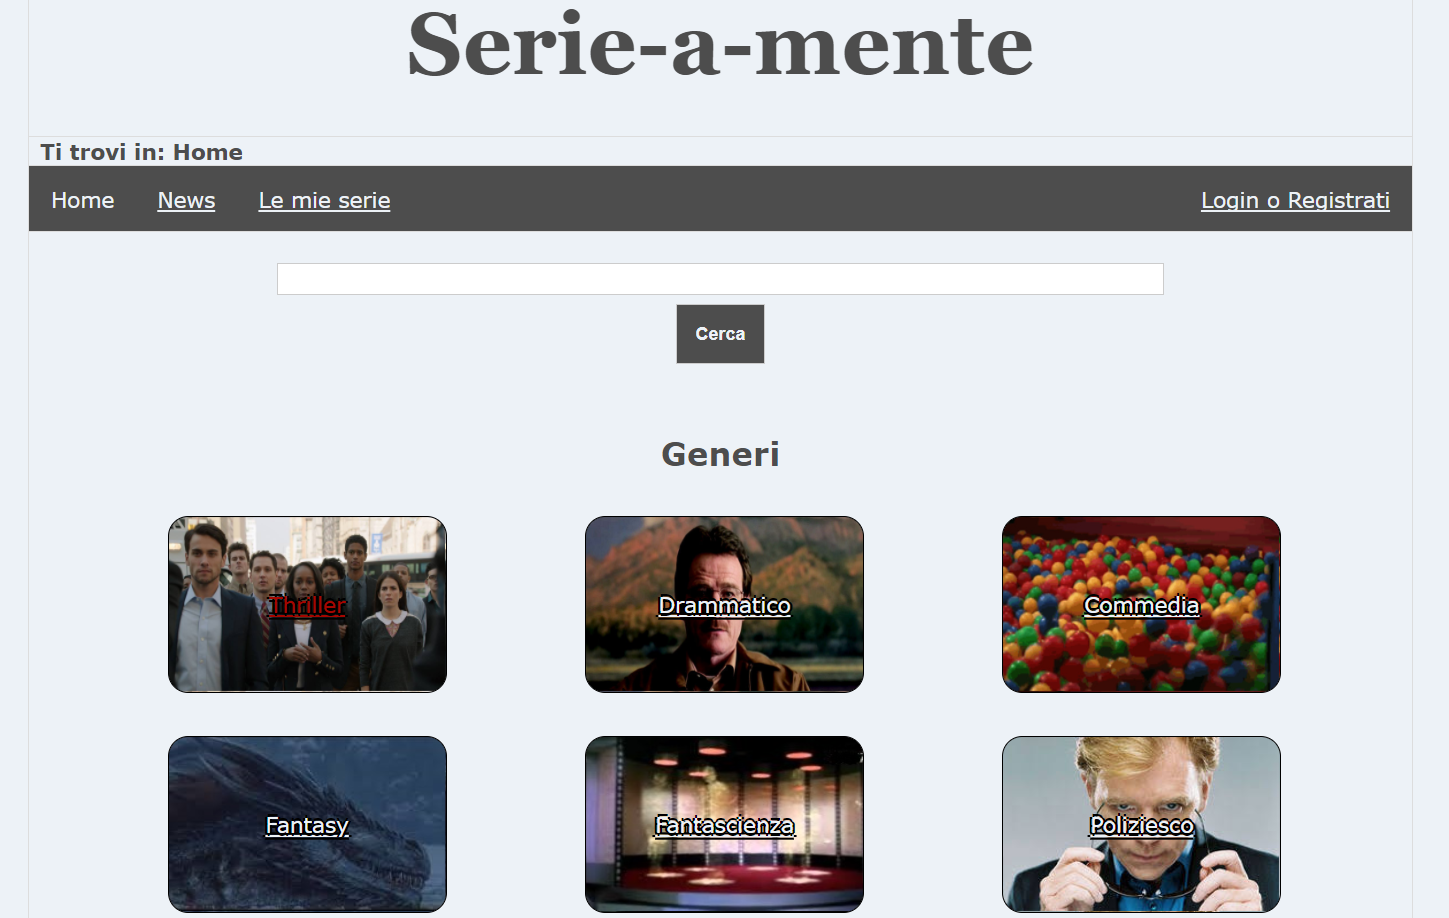 Serie-a-mente
Ti trovi in: Home
Home News Le mie serie Login o Registrati
Cerca
Generi
Thriller Drammatico Commedia
Fantasy Fantascienza Poliziesco